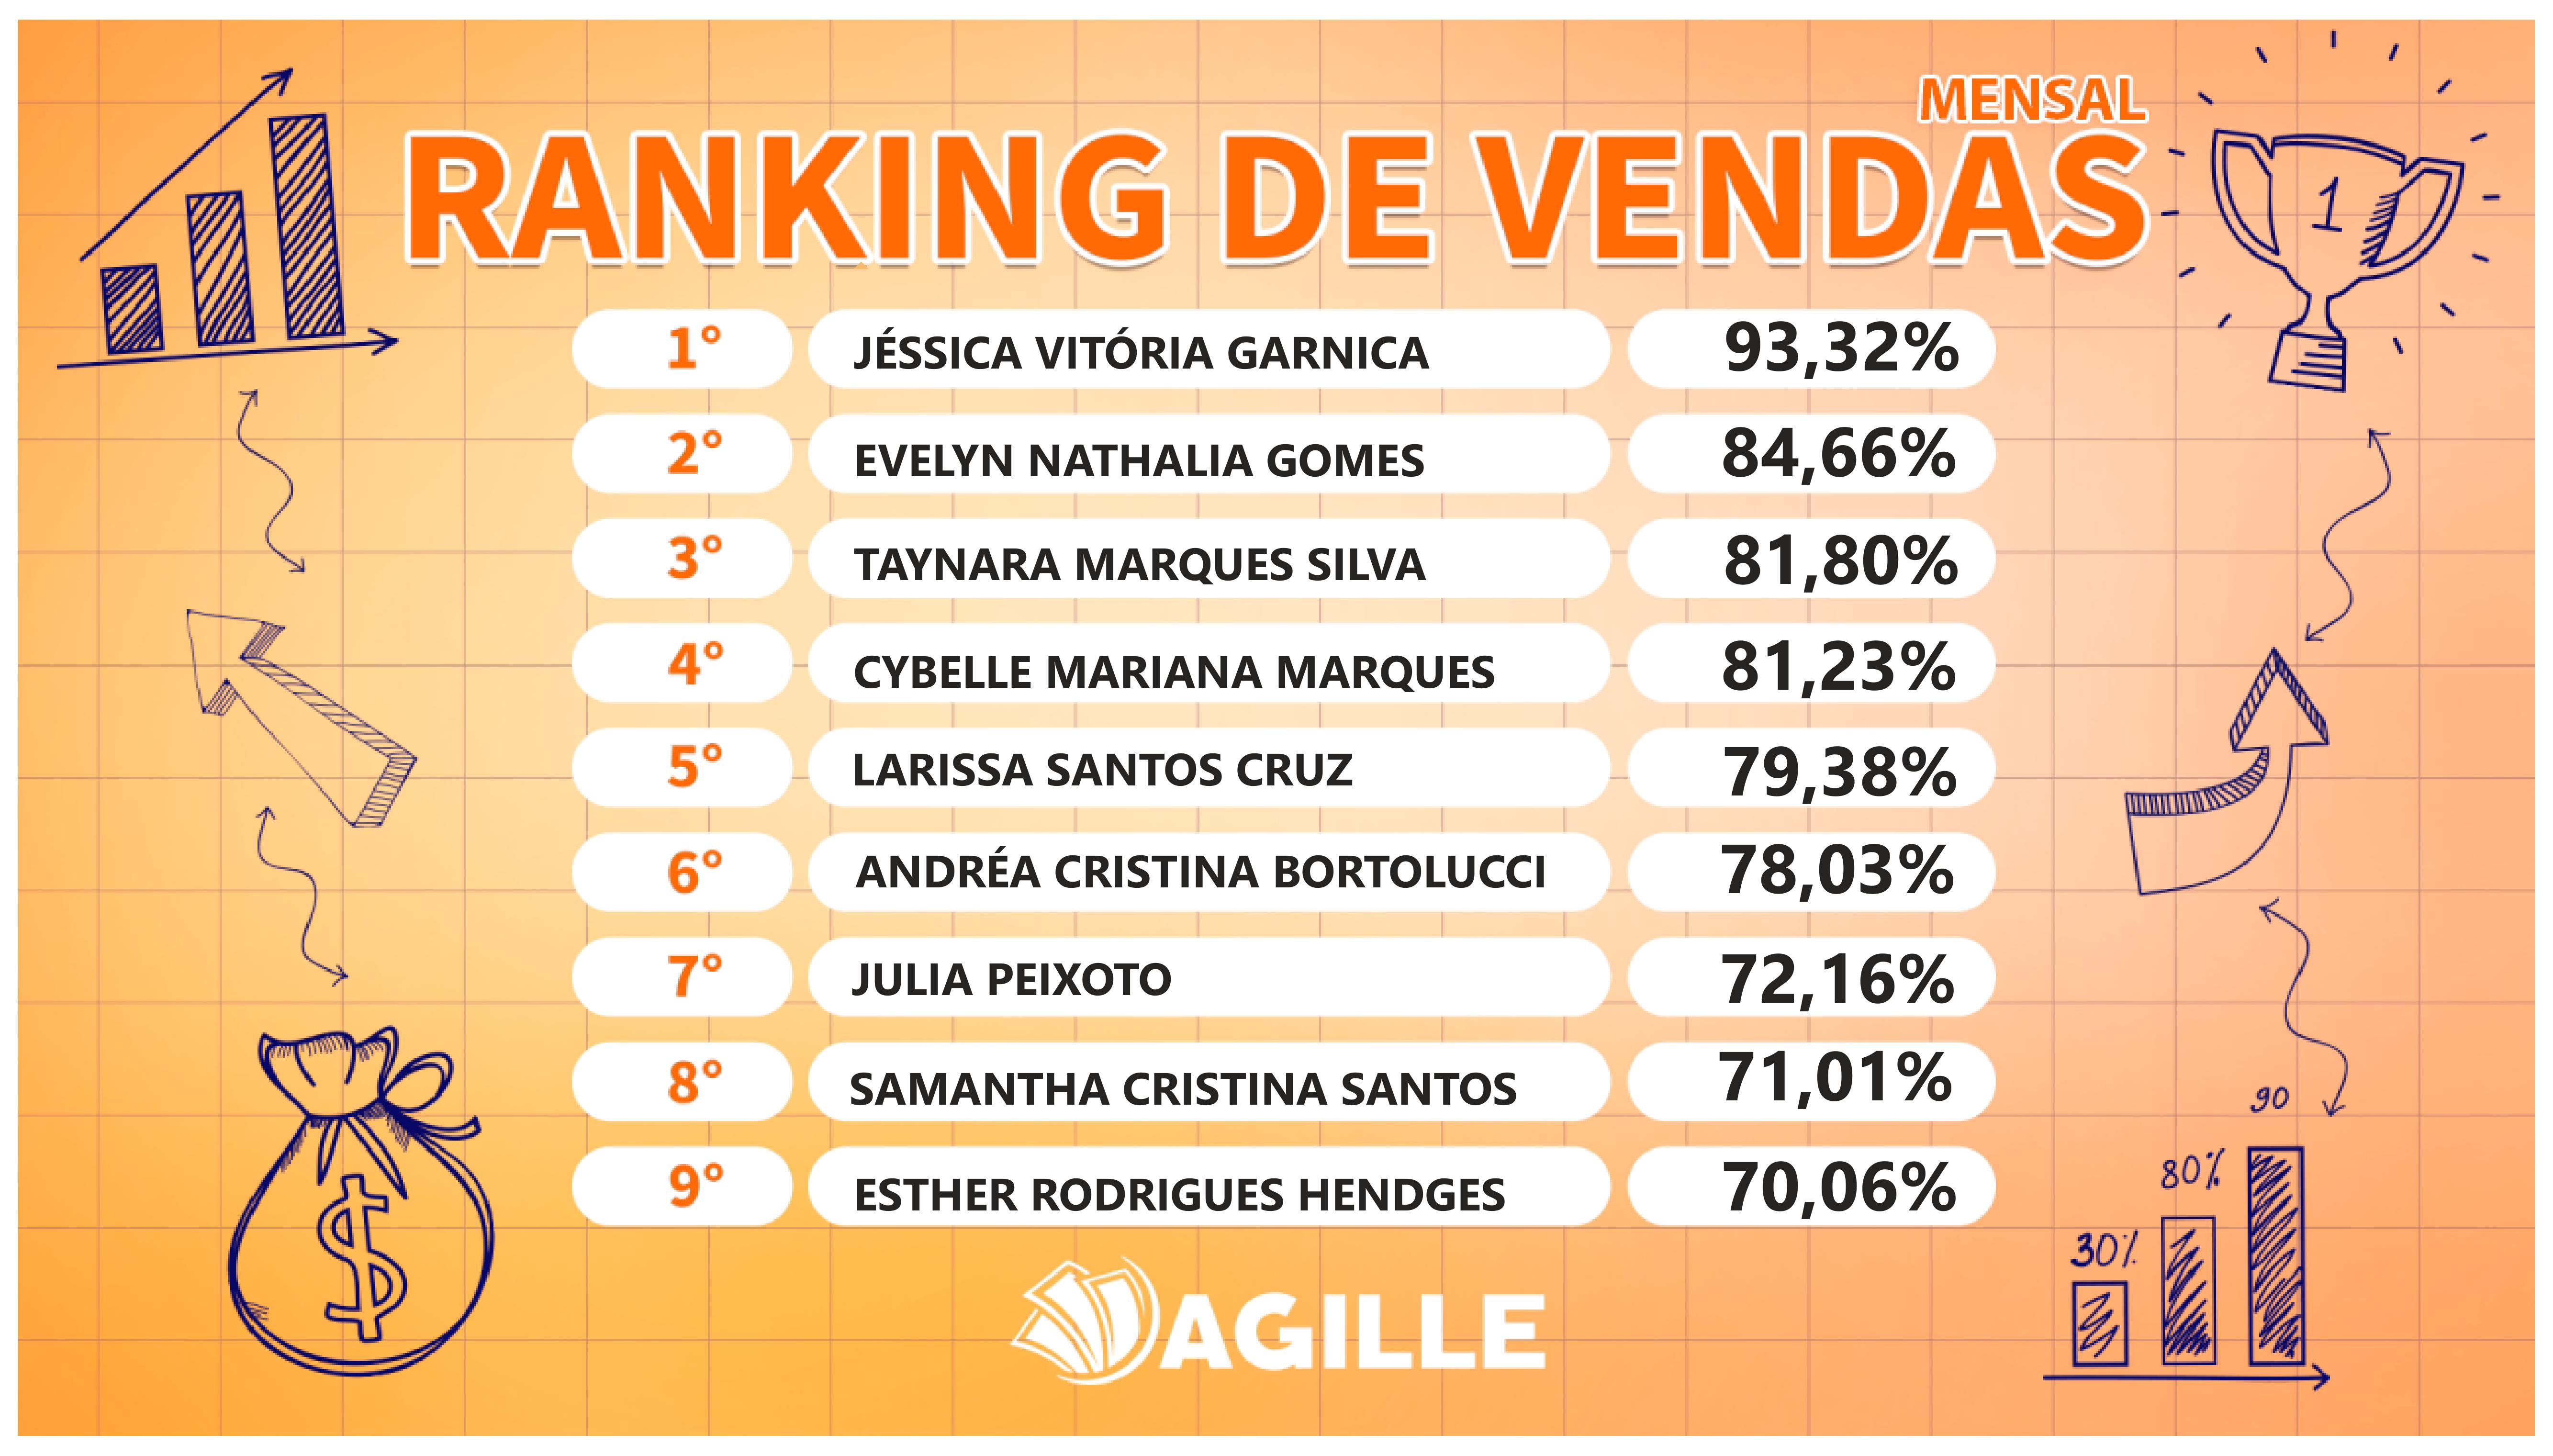 MENSAL
RANKING DE VENDAS
1
1° JÉSSICA VITÓRIA GARNICA 93,32%
2° EVELYN NATHALIA GOMES 84,66%
3° TAYNARA MARQUES SILVA 81,80%
4° CYBELLE MARIANA MARQUES 81,23%
5° LARISSA SANTOS CRUZ 79,38%
6° ANDRÉA CRISTINA BORTOLUCCI 78,03%
7° JULIA PEIXOTO 72,16%
8° SAMANTHA CRISTINA SANTOS 71,01%
9° ESTHER RODRIGUES HENDGES 70,06%
$
90
80%
30%
AGILLE